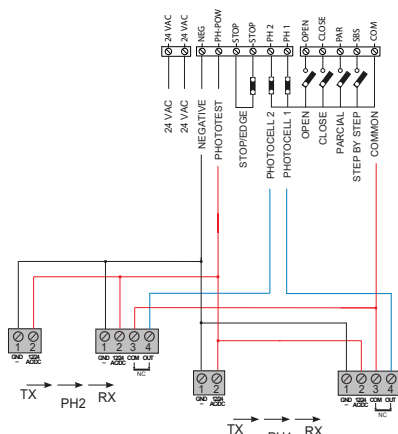 24 VAC 24 VAC NEG PH-POW STOP STOP PH 2 PH 1 OPEN CLOSE PAR SBS COM
24 VAC 24 VAC NEGATIVE PHOTOTEST STOP/EDGE PHOTOCELL 2 PHOTOCELL 1 OPEN CLOSE PARCIAL STEP BY STEP COMMON
1 2 1 2 3 4
GND 12/24 GND 12/24 COM OUT
– AC/DC – AC/DC NC
TX PH2 RX
1 2 1 2 3 4
GND 12/24 GND 12/24 COM OUT
– AC/DC – AC/DC NC
TX RX